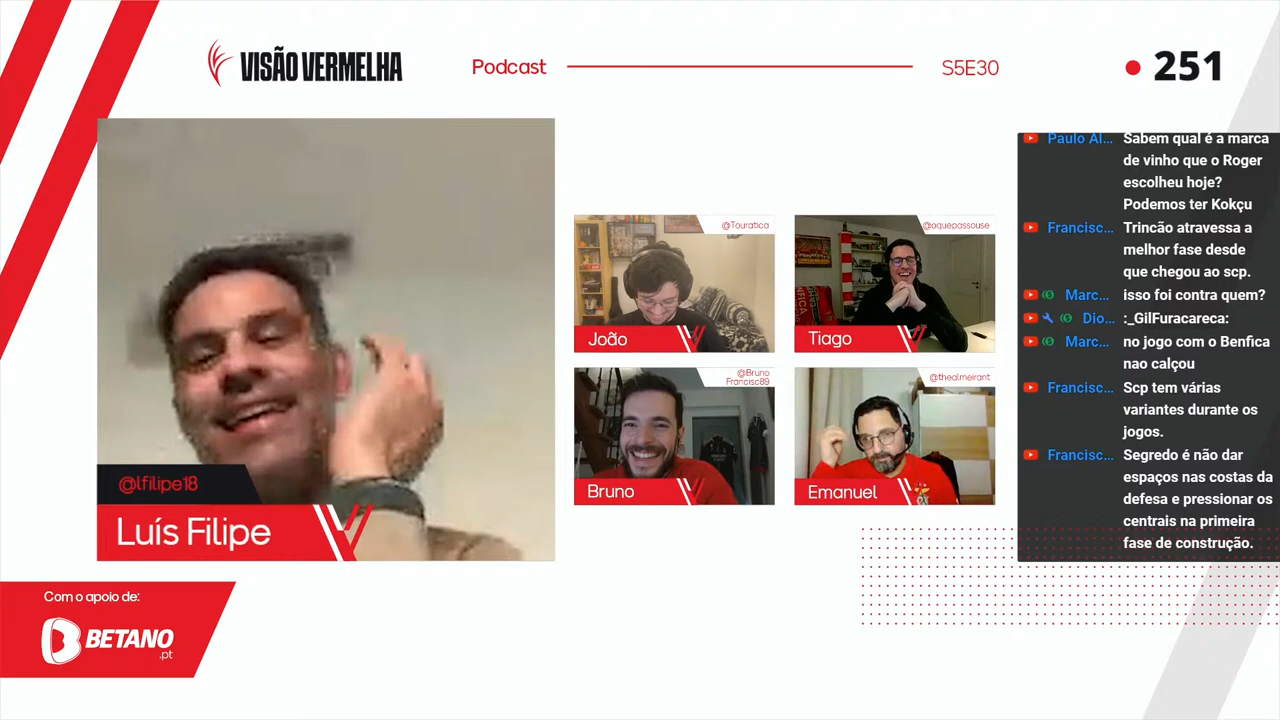 VISÃO VERMELHA
Podcast
S5E30
251
@lfilipe18
Luís Filipe
@Touratica
João
@oquepassouse
Tiago
@Bruno
Francisc89
Bruno
@thealmeirant
Emanuel
Paulo Al...
Sabem qual é a marca
de vinho que o Roger
escolheu hoje?
Podemos ter Kokçu
Francisc...
Trincão atravessa a
melhor fase desde
que chegou ao scp.
Marc...
isso foi contra quem?
Dio...
:_GilFuracareca:
Marc...
no jogo com o Benfica
nao calçou
Francisc...
Scp tem várias
variantes durante os
jogos.
Francisc...
Segredo é não dar
espaços nas costas da
defesa e pressionar os
centrais na primeira
fase de construção.
Com o apoio de:
BETANO
.pt